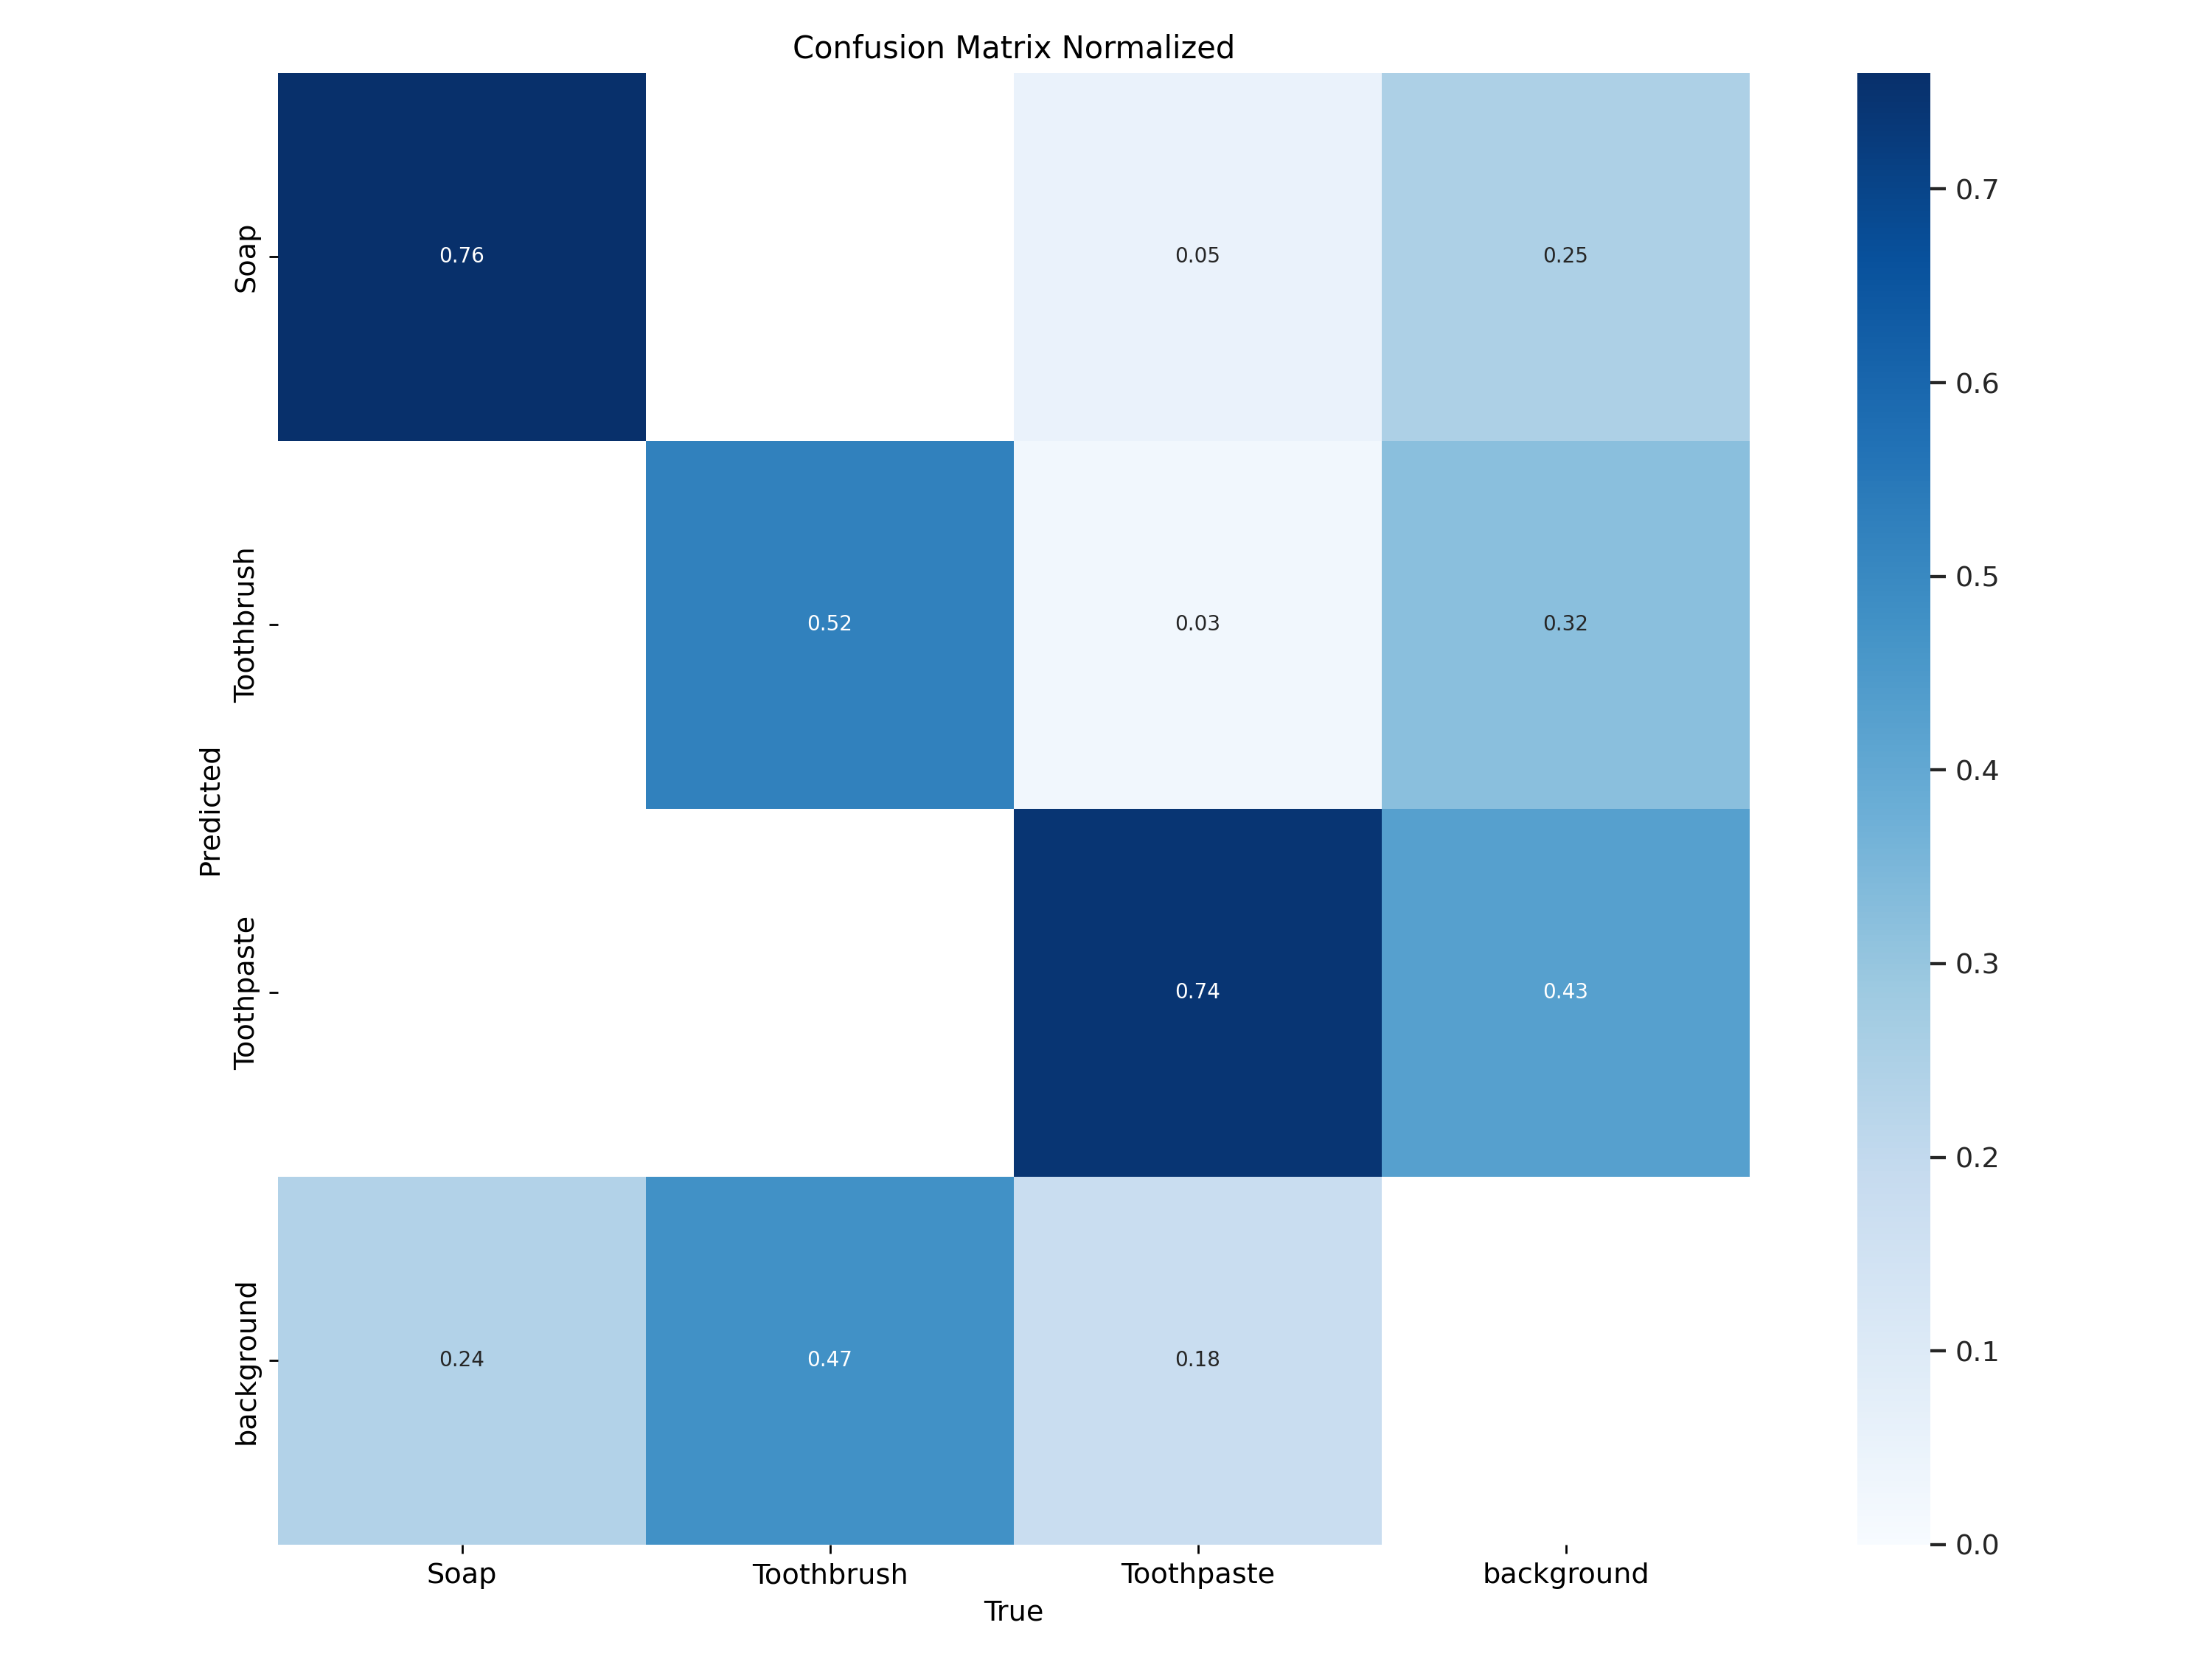 Confusion Matrix Normalized
Soap
0.76
0.05
0.25
Toothbrush
0.52
0.03
0.32
Predicted
Toothpaste
0.74
0.43
background
0.24
0.47
0.18
Soap
Toothbrush
Toothpaste
background
True
0.7
0.6
0.5
0.4
0.3
0.2
0.1
0.0